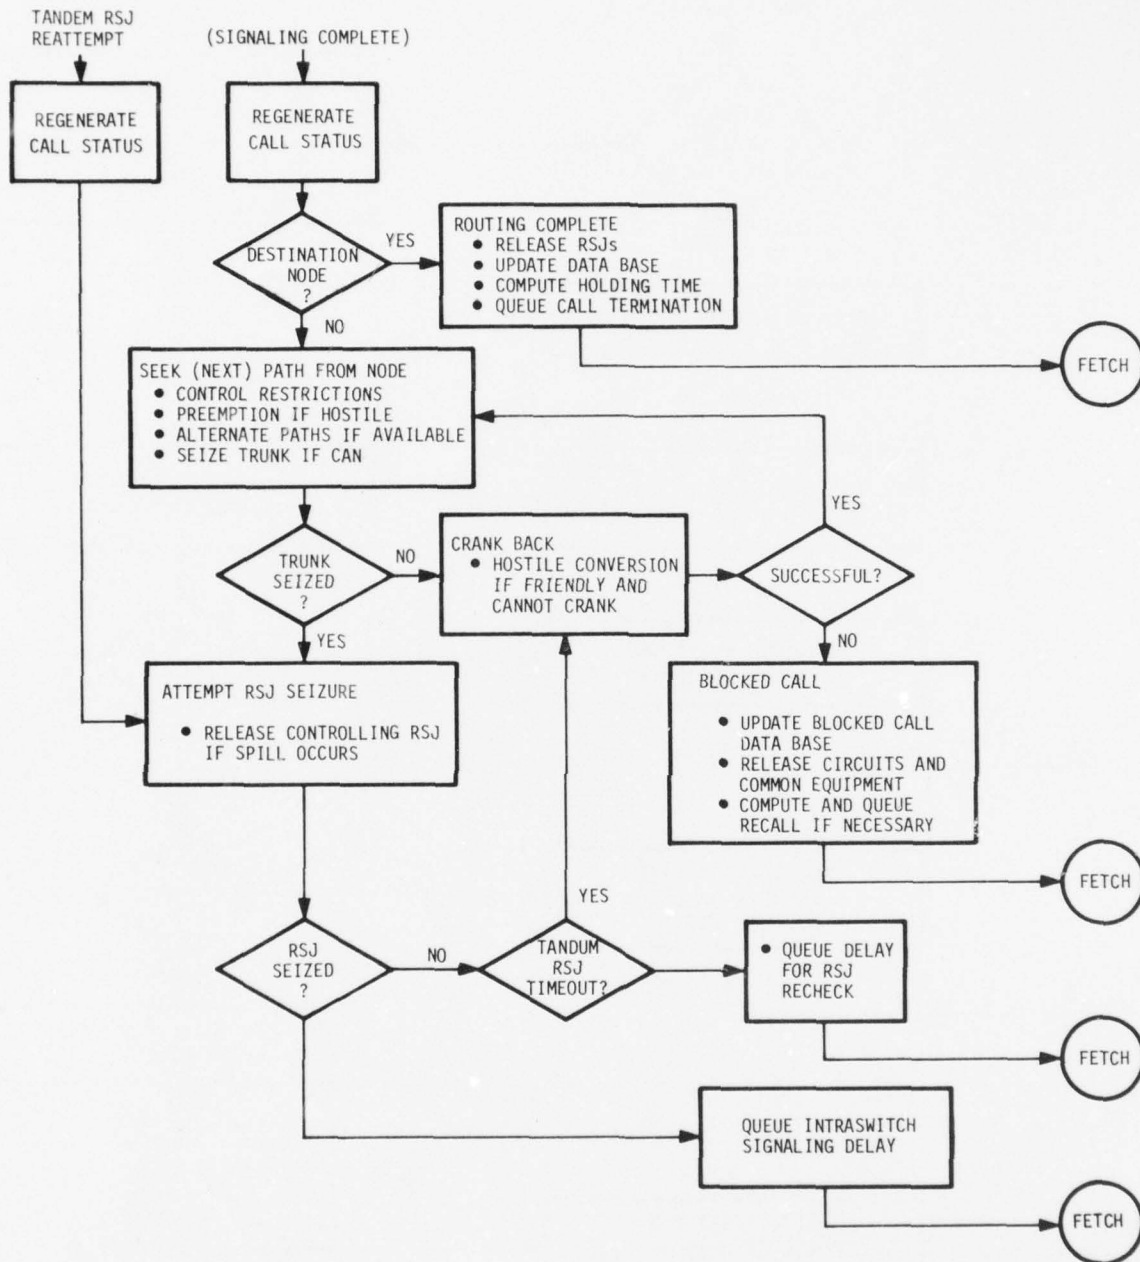 TANDEM RSJ
REATTEMPT
(SIGNALING COMPLETE)
REGENERATE
CALL STATUS
REGENERATE
CALL STATUS
DESTINATION
NODE
?
YES
NO
ROUTING COMPLETE
● RELEASE RSJs
● UPDATE DATA BASE
● COMPUTE HOLDING TIME
● QUEUE CALL TERMINATION
FETCH
SEEK (NEXT) PATH FROM NODE
● CONTROL RESTRICTIONS
● PREEMPTION IF HOSTILE
● ALTERNATE PATHS IF AVAILABLE
● SEIZE TRUNK IF CAN
TRUNK
SEIZED
?
NO
YES
CRANK BACK
● HOSTILE CONVERSION
IF FRIENDLY AND
CANNOT CRANK
YES
SUCCESSFUL?
NO
ATTEMPT RSJ SEIZURE
● RELEASE CONTROLLING RSJ
IF SPILL OCCURS
BLOCKED CALL
● UPDATE BLOCKED CALL
DATA BASE
● RELEASE CIRCUITS AND
COMMON EQUIPMENT
● COMPUTE AND QUEUE
RECALL IF NECESSARY
FETCH
RSJ
SEIZED
?
NO
YES
TANDUM
RSJ
TIMEOUT?
● QUEUE DELAY
FOR RSJ
RECHECK
FETCH
QUEUE INTRASWITCH
SIGNALING DELAY
FETCH